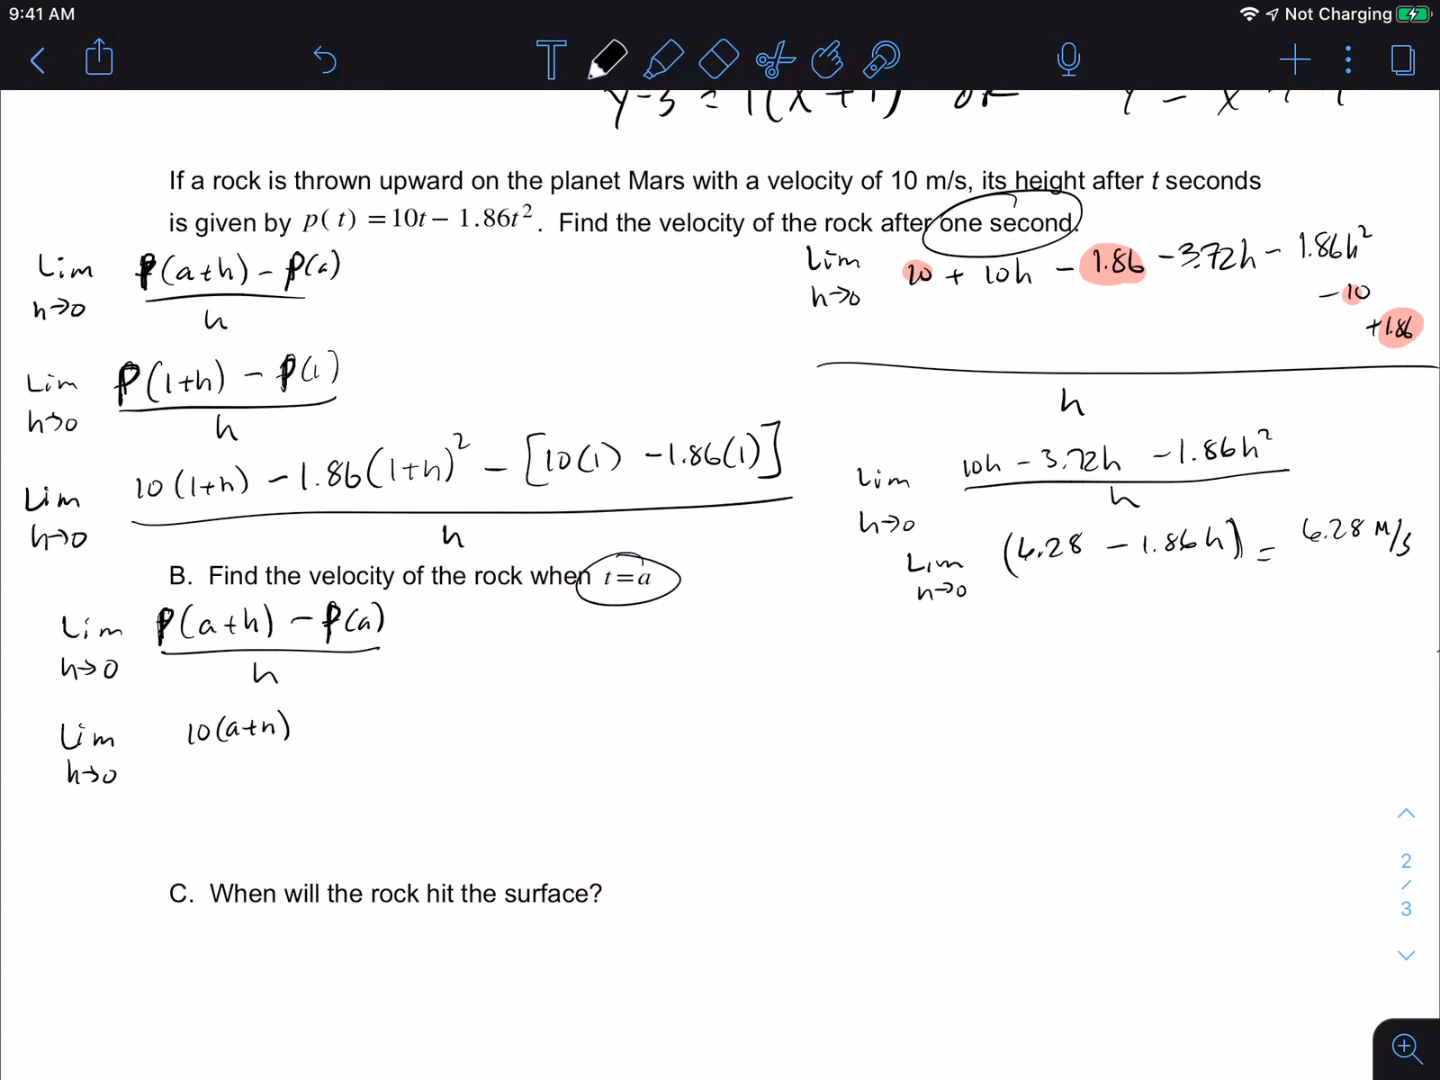 9:41 AM
Not Charging
y-3 = 1(x+1) or
If a rock is thrown upward on the planet Mars with a velocity of 10 m/s, its height after t seconds
is given by p(t) = 10t − 1.86t². Find the velocity of the rock after one second.
Lim h→0 P(a+h) - P(a) / h
Lim h→0 P(1+h) - P(1) / h
Lim h→0 10(1+h) - 1.86(1+h)² - [10(1) - 1.86(1)] / h
Lim h→0 10 + 10h - 1.86 - 3.72h - 1.86h² - 10 + 1.86 / h
Lim h→0 10h - 3.72h - 1.86h² / h
Lim h→0 (6.28 - 1.86h) = 6.28 M/s
B. Find the velocity of the rock when t=a
Lim h→0 P(a+h) - P(a) / h
Lim h→0 10(a+h)
C. When will the rock hit the surface?
2
/
3